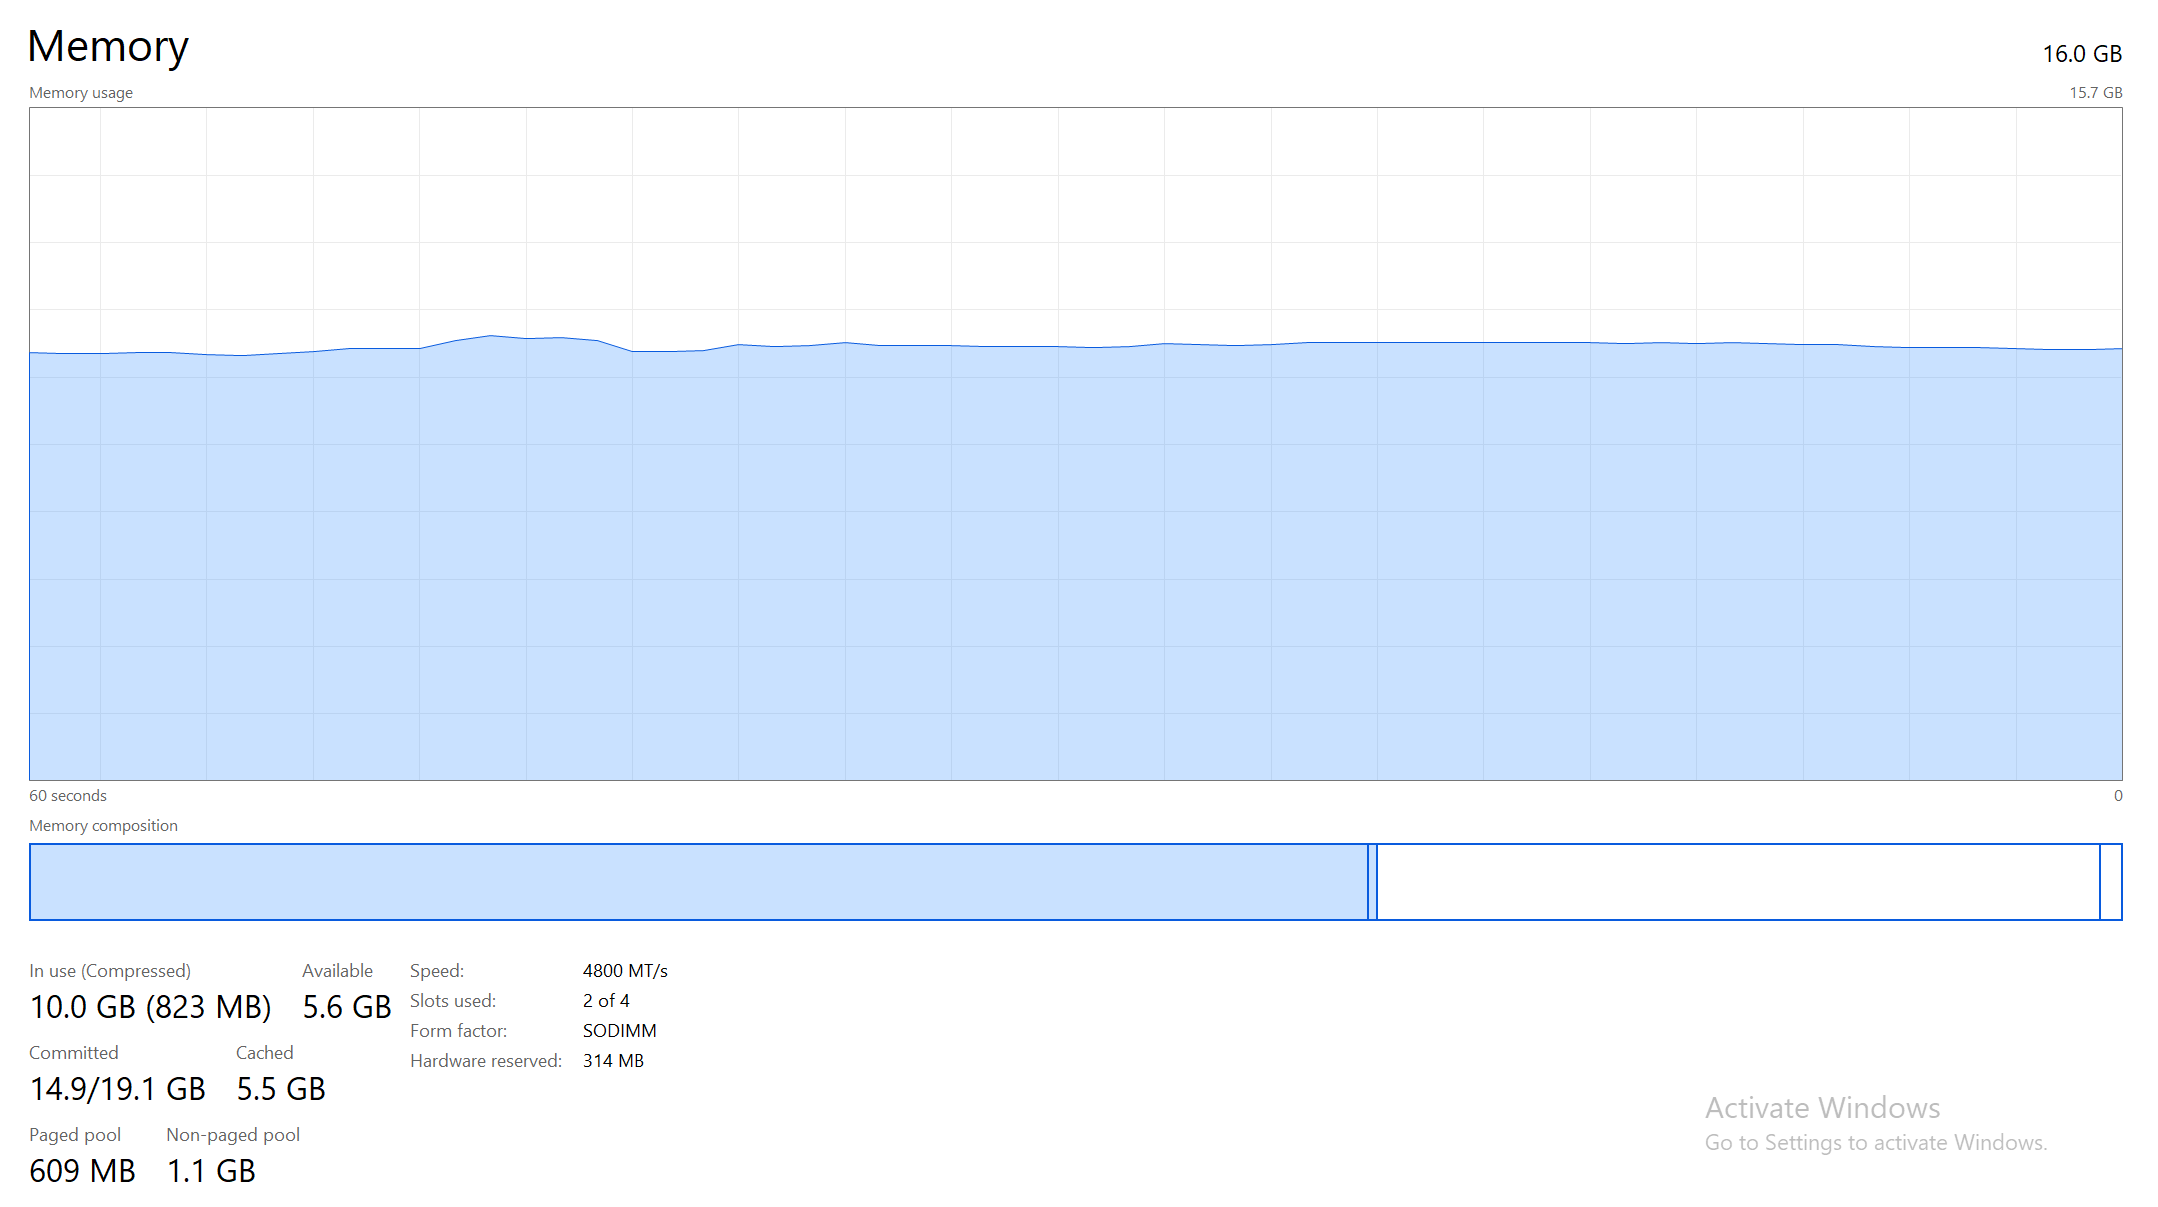 Memory
16.0 GB
Memory usage
15.7 GB
60 seconds
0
Memory composition
In use (Compressed)
10.0 GB (823 MB)
Available
5.6 GB
Committed
14.9/19.1 GB
Cached
5.5 GB
Paged pool
609 MB
Non-paged pool
1.1 GB
Speed: 4800 MT/s
Slots used: 2 of 4
Form factor: SODIMM
Hardware reserved: 314 MB
Activate Windows
Go to Settings to activate Windows.